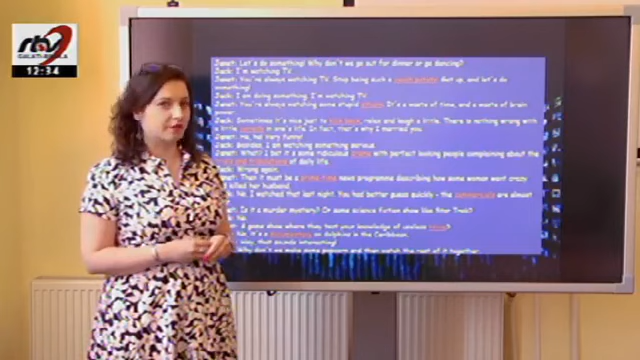 rtv
GALATI-BRAILA
12:34
Janet: Let's do something! Why don't we go out for dinner or go dancing?
Jack: I'm watching TV.
Janet: You're always watching TV. Stop being such a couch potato. Get up, and let's do
something!
Jack: I am doing something. I'm watching TV.
Janet: You're always watching some stupid sitcom. It's a waste of time, and a waste of brain
power.
Jack: Sometimes it's nice just to kick back, relax and laugh a little. There is nothing wrong with
a little comedy in one's life. In fact, that's why I married you.
Janet: Ha, ha! Very funny!
Jack: Besides, I am watching something serious.
Janet: What? I bet it's some ridiculous drama with perfect looking people complaining about the
trials and tribulations of daily life.
Jack: Wrong again.
Then it must be a prime time news programme describing how some woman went crazy
and killed her husband.
No, I watched that last night. You had better guess quickly - the commercials are almost
Is it a murder mystery? Or some science fiction show like Star Trek?
No.
A game show where they test your knowledge of useless trivia?
No, it's a documentary on dolphins in the Caribbean.
that sounds interesting!
Why don't we make some popcorn and then watch the rest of it together.